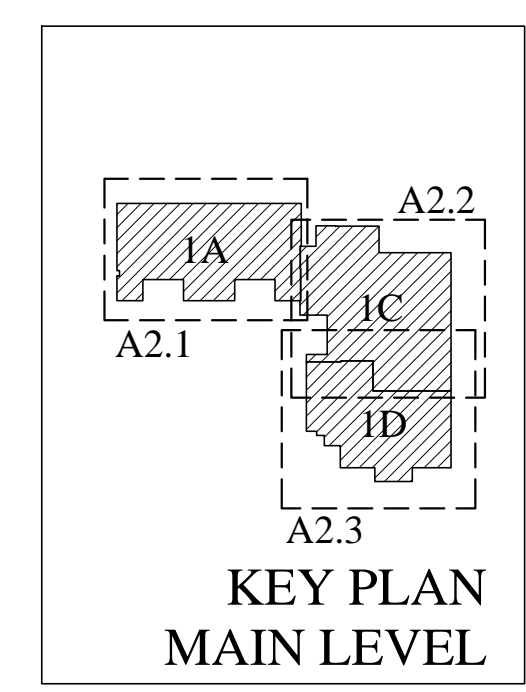 A2.2
1A
1C
A2.1
1D
A2.3
KEY PLAN
MAIN LEVEL